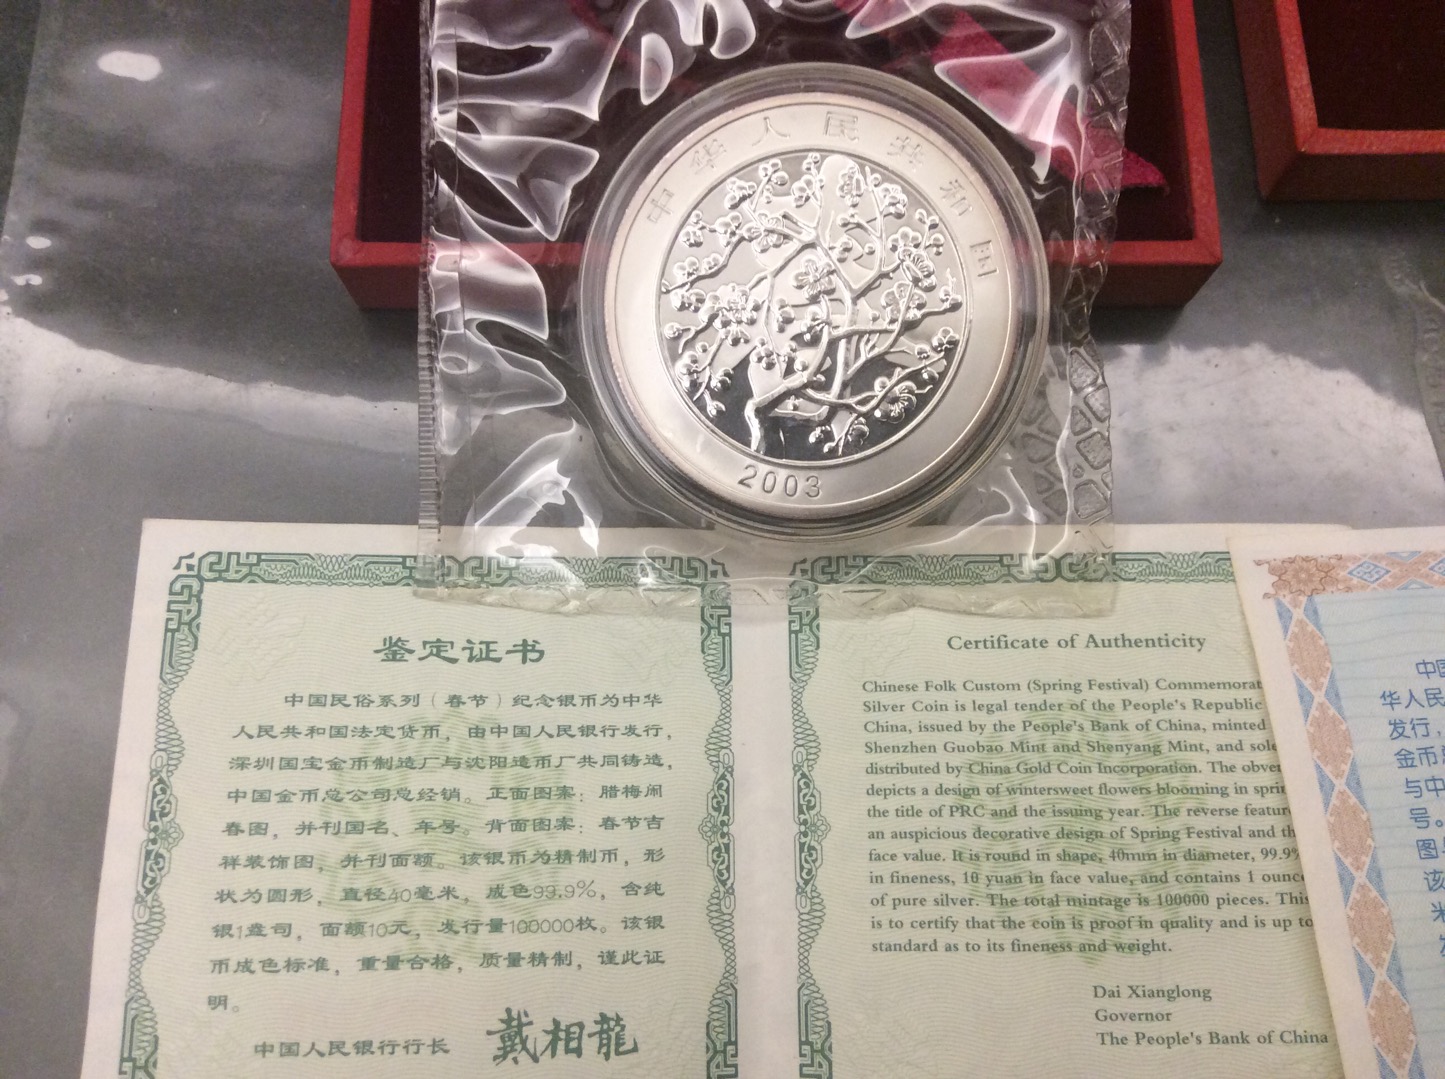 中华人民共和国
2003
鉴定证书
中国民俗系列(春节)纪念银币为中华
人民共和国法定货币，由中国人民银行发行，
深圳国宝金币制造厂与沈阳造币厂共同铸造，
中国金币总公司总经销。正面图案：腊梅闹
春图，并刊国名、年号。背面图案：春节吉
祥装饰图，并刊面额。该银币为精制币，形
状为圆形，直径40毫米，成色99.9%，含纯
银1盎司，面额10元，发行量100000枚。该银
币成色标准，重量合格，质量精制，谨此证
明。
中国人民银行行长 戴相龍
Certificate of Authenticity
Chinese Folk Custom (Spring Festival) Commemorat
Silver Coin is legal tender of the People's Republic
China, issued by the People's Bank of China, minted
Shenzhen Guobao Mint and Shenyang Mint, and sole
distributed by China Gold Coin Incorporation. The obver
depicts a design of wintersweet flowers blooming in sprin
the title of PRC and the issuing year. The reverse featur
an auspicious decorative design of Spring Festival and th
face value. It is round in shape, 40mm in diameter, 99.9%
in fineness, 10 yuan in face value, and contains 1 ounc
of pure silver. The total mintage is 100000 pieces. This
is to certify that the coin is proof in quality and is up to
standard as to its fineness and weight.
Dai Xianglong
Governor
The People's Bank of China
中国
华人民
发行，
金币总
与中
号。
图
该
米
发